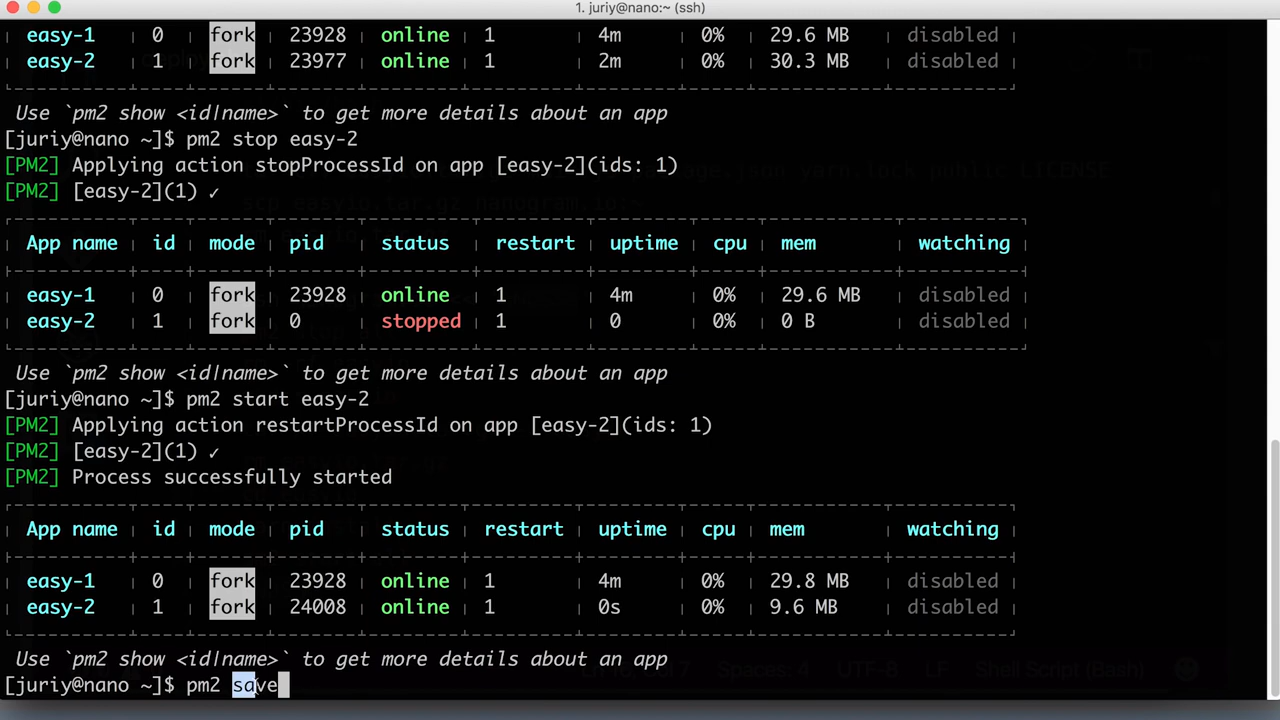 1. juriy@nano:~ (ssh)
easy-1 0 fork 23928 online 1 4m 0% 29.6 MB disabled
easy-2 1 fork 23977 online 1 2m 0% 30.3 MB disabled
Use `pm2 show <id|name>` to get more details about an app
[juriy@nano ~]$ pm2 stop easy-2
[PM2] Applying action stopProcessId on app [easy-2](ids: 1)
[PM2] [easy-2](1) ✓
App name id mode pid status restart uptime cpu mem watching
easy-1 0 fork 23928 online 1 4m 0% 29.6 MB disabled
easy-2 1 fork 0 stopped 1 0 0% 0 B disabled
Use `pm2 show <id|name>` to get more details about an app
[juriy@nano ~]$ pm2 start easy-2
[PM2] Applying action restartProcessId on app [easy-2](ids: 1)
[PM2] [easy-2](1) ✓
[PM2] Process successfully started
App name id mode pid status restart uptime cpu mem watching
easy-1 0 fork 23928 online 1 4m 0% 29.8 MB disabled
easy-2 1 fork 24008 online 1 0s 0% 9.6 MB disabled
Use `pm2 show <id|name>` to get more details about an app
[juriy@nano ~]$ pm2 save
Spaces: 4 UTF-8 LF Shell Script (Bash)